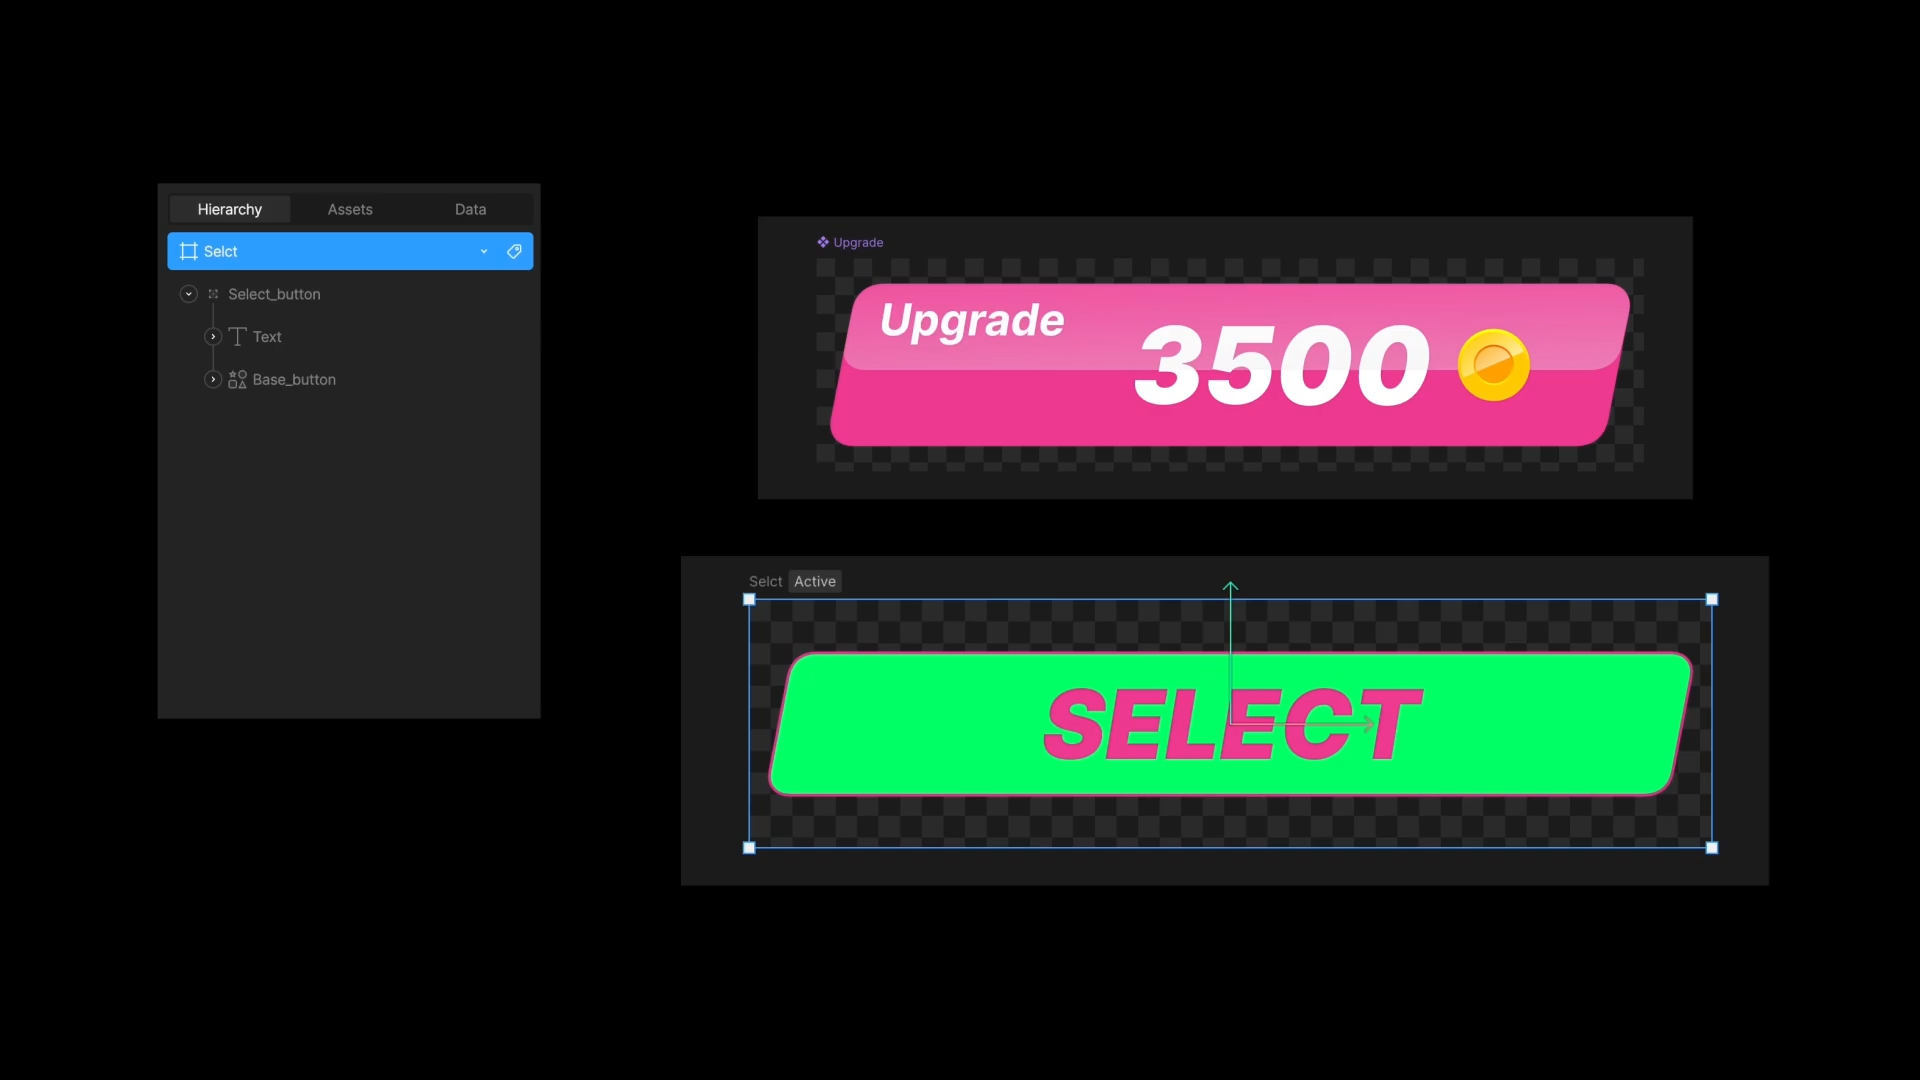 Hierarchy Assets Data
Selct
Select_button
Text
Base_button
Upgrade
Upgrade
3500
Selct Active
SELECT